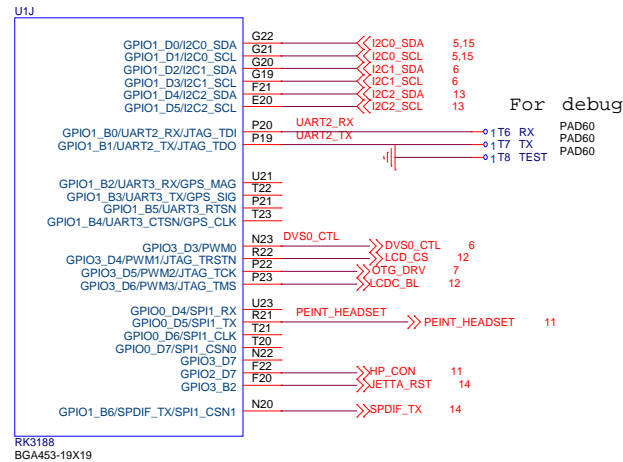 U1J
GPIO1_D0/I2C0_SDA G22 I2C0_SDA 5,15
GPIO1_D1/I2C0_SCL G21 I2C0_SCL 5,15
GPIO1_D2/I2C1_SDA G20 I2C1_SDA 6
GPIO1_D3/I2C1_SCL G19 I2C1_SCL 6
GPIO1_D4/I2C2_SDA F21 I2C2_SDA 13
GPIO1_D5/I2C2_SCL E20 I2C2_SCL 13
For debug
GPIO1_B0/UART2_RX/JTAG_TDI P20 UART2_RX 1 T6 RX PAD60
GPIO1_B1/UART2_TX/JTAG_TDO P19 UART2_TX 1 T7 TX PAD60
1 T8 TEST PAD60
GPIO1_B2/UART3_RX/GPS_MAG U21
GPIO1_B3/UART3_TX/GPS_SIG T22
GPIO1_B5/UART3_RTSN P21
GPIO1_B4/UART3_CTSN/GPS_CLK T23
GPIO3_D3/PWM0 N23 DVS0_CTL DVS0_CTL 6
GPIO3_D4/PWM1/JTAG_TRSTN R22 LCD_CS 12
GPIO3_D5/PWM2/JTAG_TCK P22 OTG_DRV 7
GPIO3_D6/PWM3/JTAG_TMS P23 LCDC_BL 12
GPIO0_D4/SPI1_RX U23
GPIO0_D5/SPI1_TX R21 PEINT_HEADSET PEINT_HEADSET 11
GPIO0_D6/SPI1_CLK T21
GPIO0_D7/SPI1_CSN0 T20
GPIO3_D7 N22
GPIO2_D7 F22 HP_CON 11
GPIO3_B2 F20 JETTA_RST 14
GPIO1_B6/SPDIF_TX/SPI1_CSN1 N20 SPDIF_TX 14
RK3188
BGA453-19X19